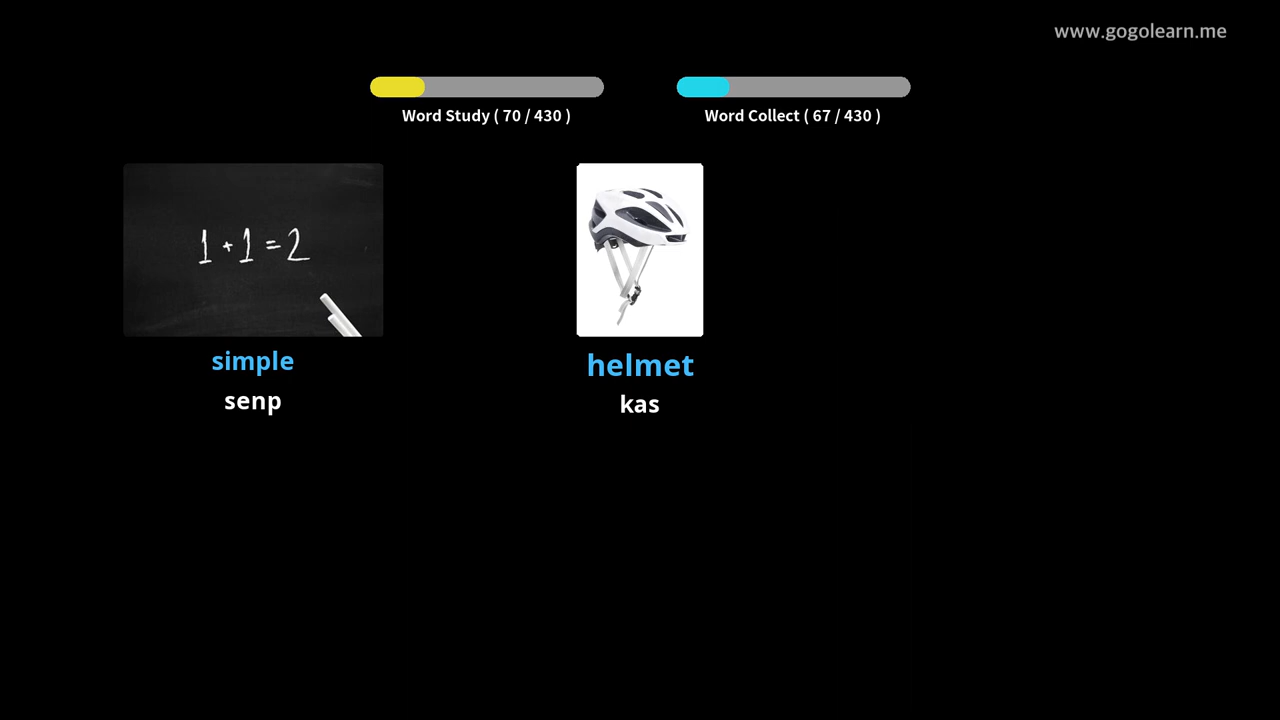 www.gogolearn.me
Word Study ( 70 / 430 )
Word Collect ( 67 / 430 )
1 + 1 = 2
simple
senp
helmet
kas